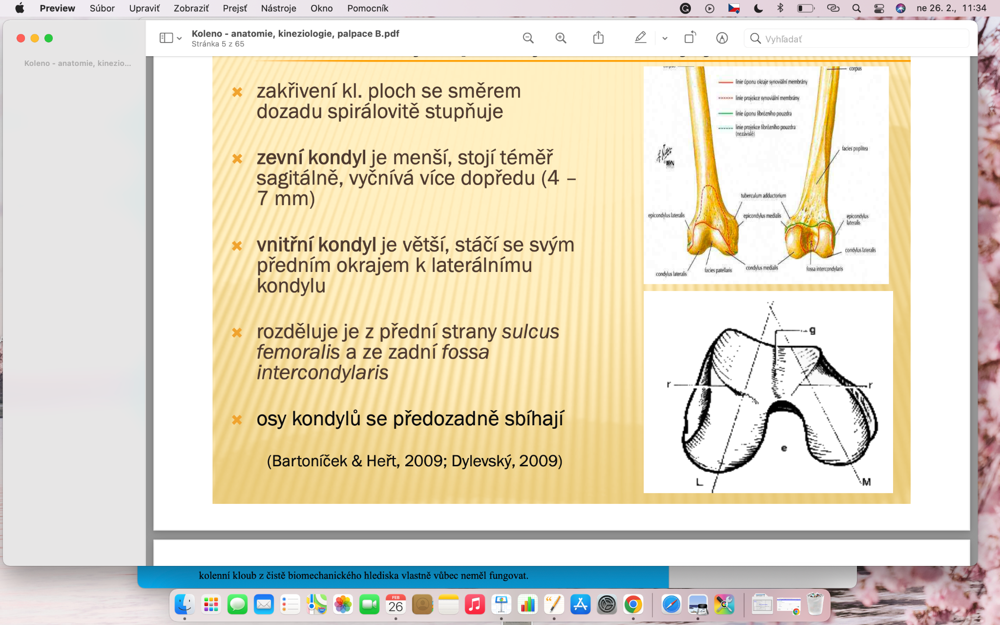 Preview Súbor Upraviť Zobraziť Prejsť Nástroje Okno Pomocník
ne 26. 2., 11:34
Koleno - anatomie, kineziologie, palpace B.pdf
Stránka 5 z 65
Vyhľadať
Koleno - anatomie, kinezio...
zakřivení kl. ploch se směrem
dozadu spirálovitě stupňuje
zevní kondyl je menší, stojí téměř
sagitálně, vyčnívá více dopředu (4 –
7 mm)
vnitřní kondyl je větší, stáčí se svým
předním okrajem k laterálnímu
kondylu
rozděluje je z přední strany sulcus
femoralis a ze zadní fossa
intercondylaris
osy kondylů se předozadně sbíhají
(Bartoníček & Heřt, 2009; Dylevský, 2009)
corpus
linie úponu okraje synoviální membrány
linie projekce synoviální membrány
linie úponu fibrózního pouzdra
linie projekce fibrózního pouzdra
(nezávislé)
facies poplitea
tuberculum adductorium
epicondylus lateralis
epicondylus medialis
epicondylus
lateralis
condylus lateralis
condylus lateralis
facies patellaris
condylus medialis
fossa intercondylaris
g
r
r
e
L
M
kolenní kloub z čistě biomechanického hlediska vlastně vůbec neměl fungovat.
FEB
26
280